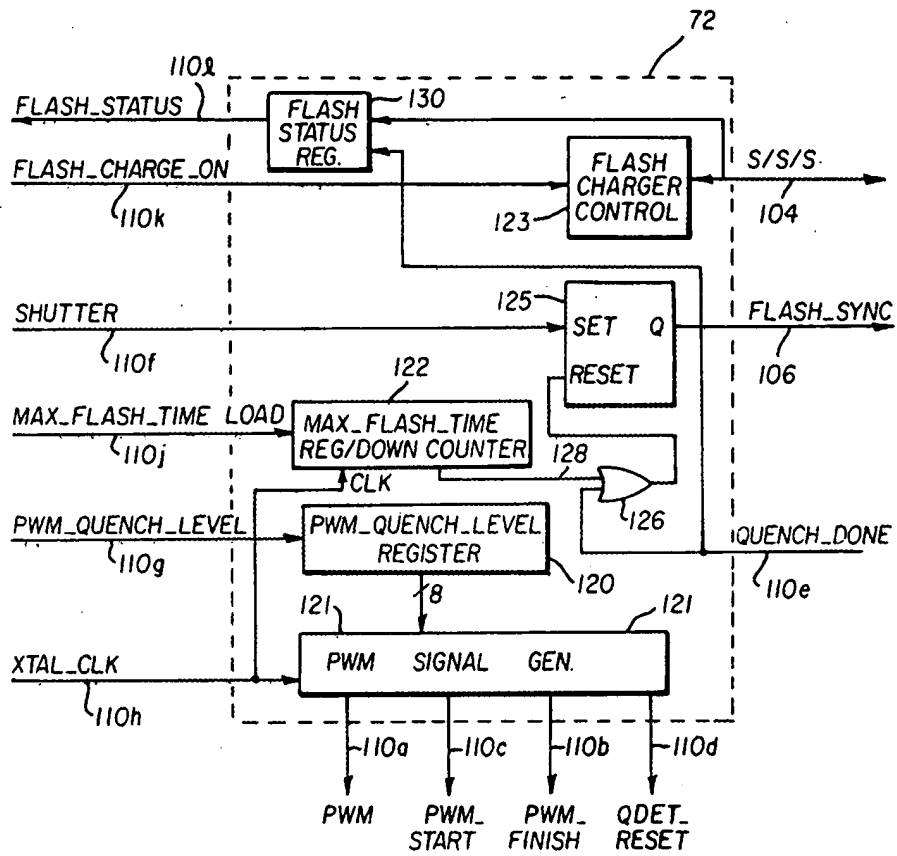 72
110l
FLASH_STATUS
FLASH
STATUS
REG.
130
FLASH_CHARGE_ON
110k
FLASH
CHARGER
CONTROL
123
S/S/S
104
SHUTTER
110f
125
SET Q
RESET
FLASH_SYNC
106
122
MAX_FLASH_TIME LOAD
110j
MAX_FLASH_TIME
REG/DOWN COUNTER
CLK
128
126
PWM_QUENCH_LEVEL
110g
PWM_QUENCH_LEVEL
REGISTER
120
QUENCH_DONE
110e
8
121
121
XTAL_CLK
110h
PWM SIGNAL GEN.
110a
110c
110b
110d
PWM
PWM_
START
PWM_
FINISH
QDET_
RESET